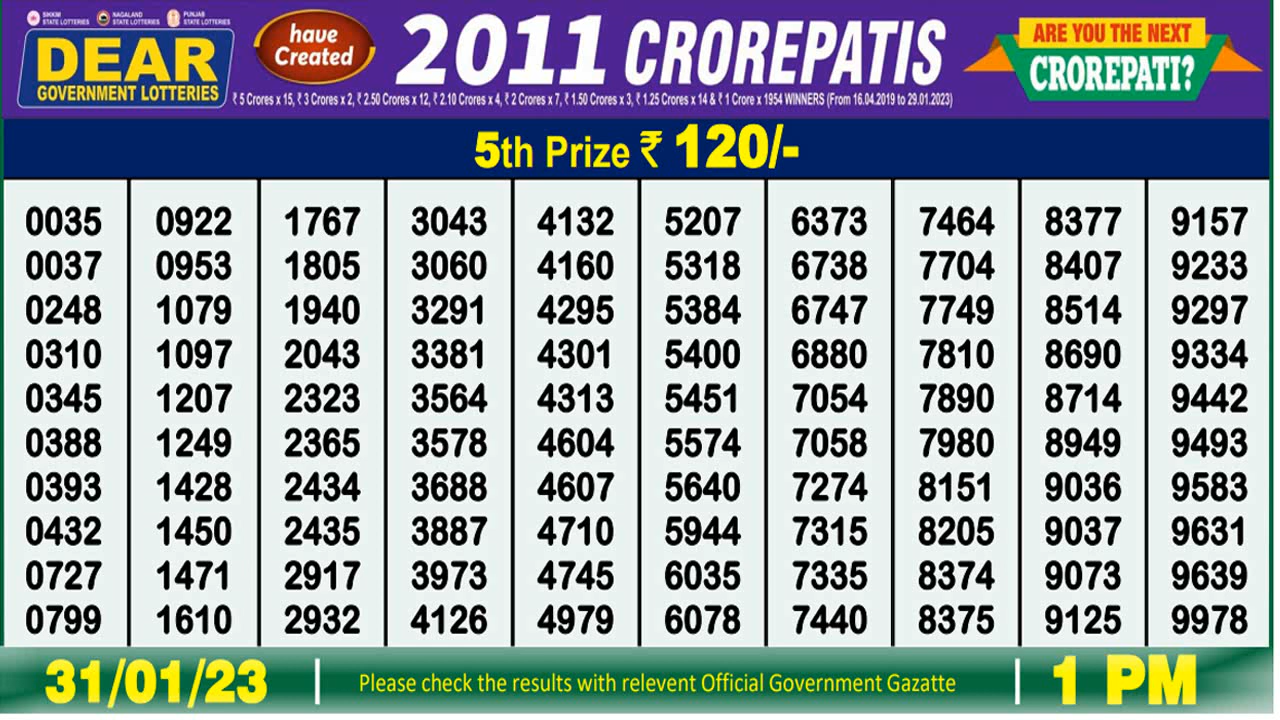 SIKKIM STATE LOTTERIES NAGALAND STATE LOTTERIES PUNJAB STATE LOTTERIES
DEAR
GOVERNMENT LOTTERIES
have
Created
2011 CROREPATIS
₹ 5 Crores x 15, ₹ 3 Crores x 2, ₹ 2.50 Crores x 12, ₹ 2.10 Crores x 4, ₹ 2 Crores x 7, ₹ 1.50 Crores x 3, ₹ 1.25 Crores x 14 & ₹ 1 Crore x 1954 WINNERS (From 16.04.2019 to 29.01.2023)
ARE YOU THE NEXT
CROREPATI?
5th Prize ₹ 120/-
0035 0922 1767 3043 4132 5207 6373 7464 8377 9157
0037 0953 1805 3060 4160 5318 6738 7704 8407 9233
0248 1079 1940 3291 4295 5384 6747 7749 8514 9297
0310 1097 2043 3381 4301 5400 6880 7810 8690 9334
0345 1207 2323 3564 4313 5451 7054 7890 8714 9442
0388 1249 2365 3578 4604 5574 7058 7980 8949 9493
0393 1428 2434 3688 4607 5640 7274 8151 9036 9583
0432 1450 2435 3887 4710 5944 7315 8205 9037 9631
0727 1471 2917 3973 4745 6035 7335 8374 9073 9639
0799 1610 2932 4126 4979 6078 7440 8375 9125 9978
31/01/23 Please check the results with relevent Official Government Gazatte 1 PM